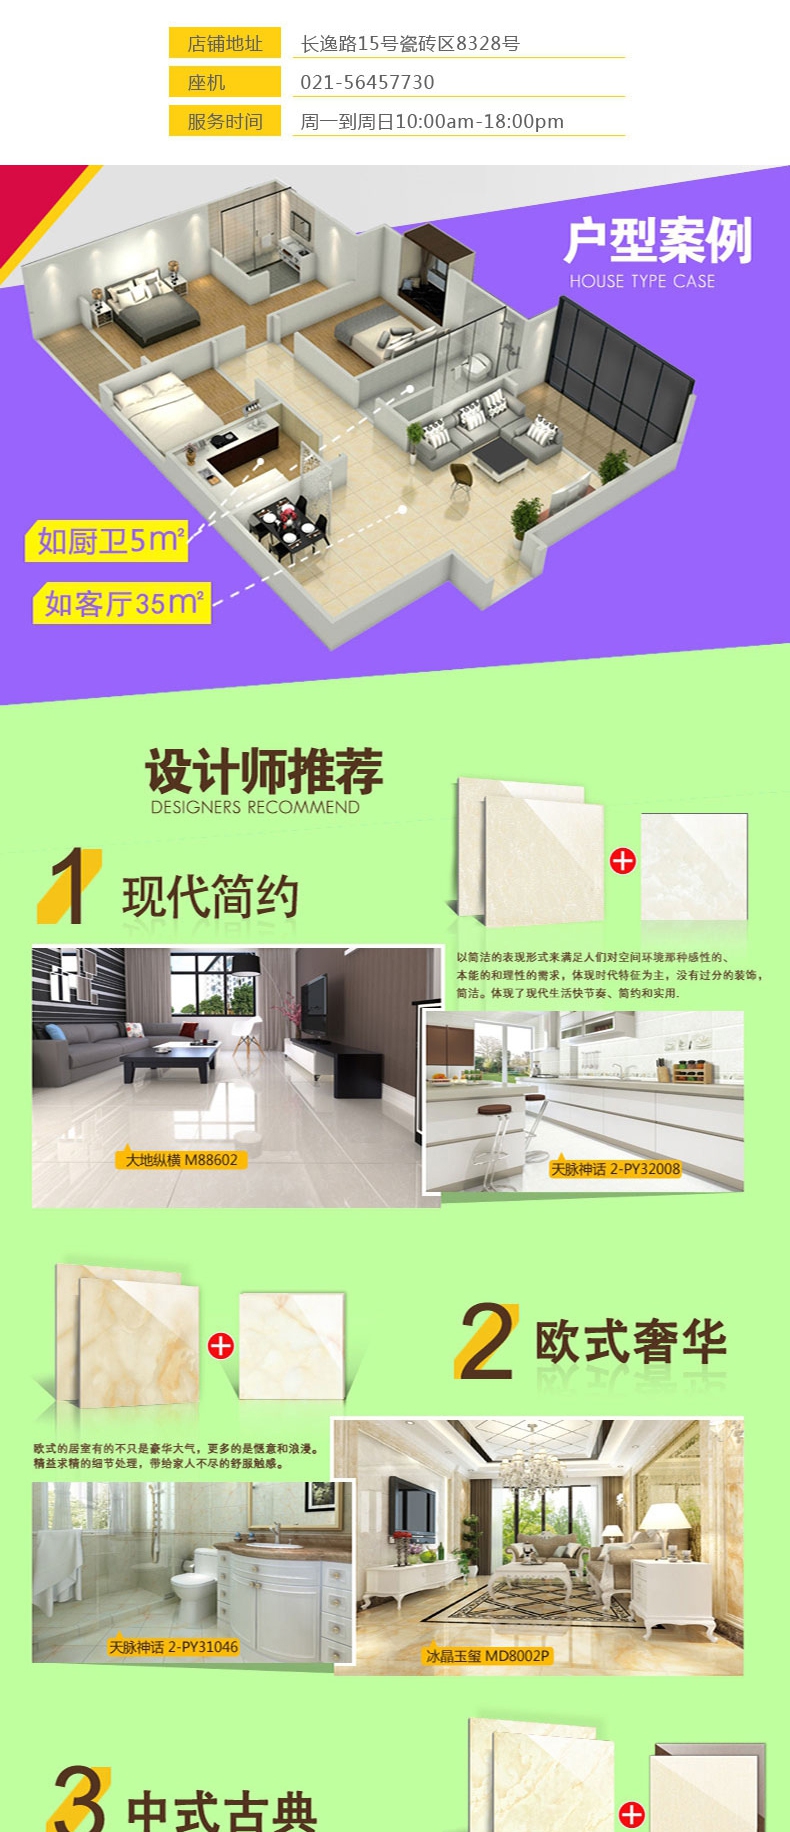 店铺地址 长逸路15号瓷砖区8328号
座机 021-56457730
服务时间 周一到周日10:00am-18:00pm
户型案例
HOUSE TYPE CASE
如厨卫5m²
如客厅35m²
设计师推荐
DESIGNERS RECOMMEND
1 现代简约
以简洁的表现形式来满足人们对空间环境那种感性的、
本能的和理性的需求，体现时代特征为主，没有过分的装饰，
简洁。体现了现代生活快节奏、简约和实用.
大地纵横 M88602
天脉神话 2-PY32008
2 欧式奢华
欧式的居室有的不只是豪华大气，更多的是惬意和浪漫。
精益求精的细节处理，带给家人不尽的舒服触感。
天脉神话 2-PY31046
冰晶玉玺 MD8002P
3 中式古典